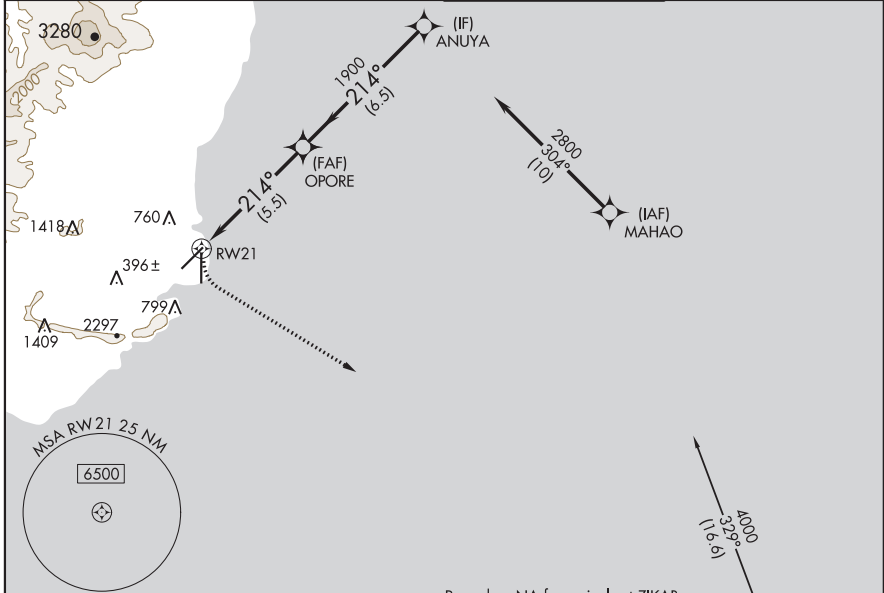 3280
(IF)
ANUYA
2000
1900
214°
(6.5)
2800
304°
(10)
(FAF)
OPORE
214°
(5.5)
(IAF)
MAHAO
760
1418
RW21
396±
799
2297
1409
MSA RW21 25 NM
6500
4000
329°
(16.6)